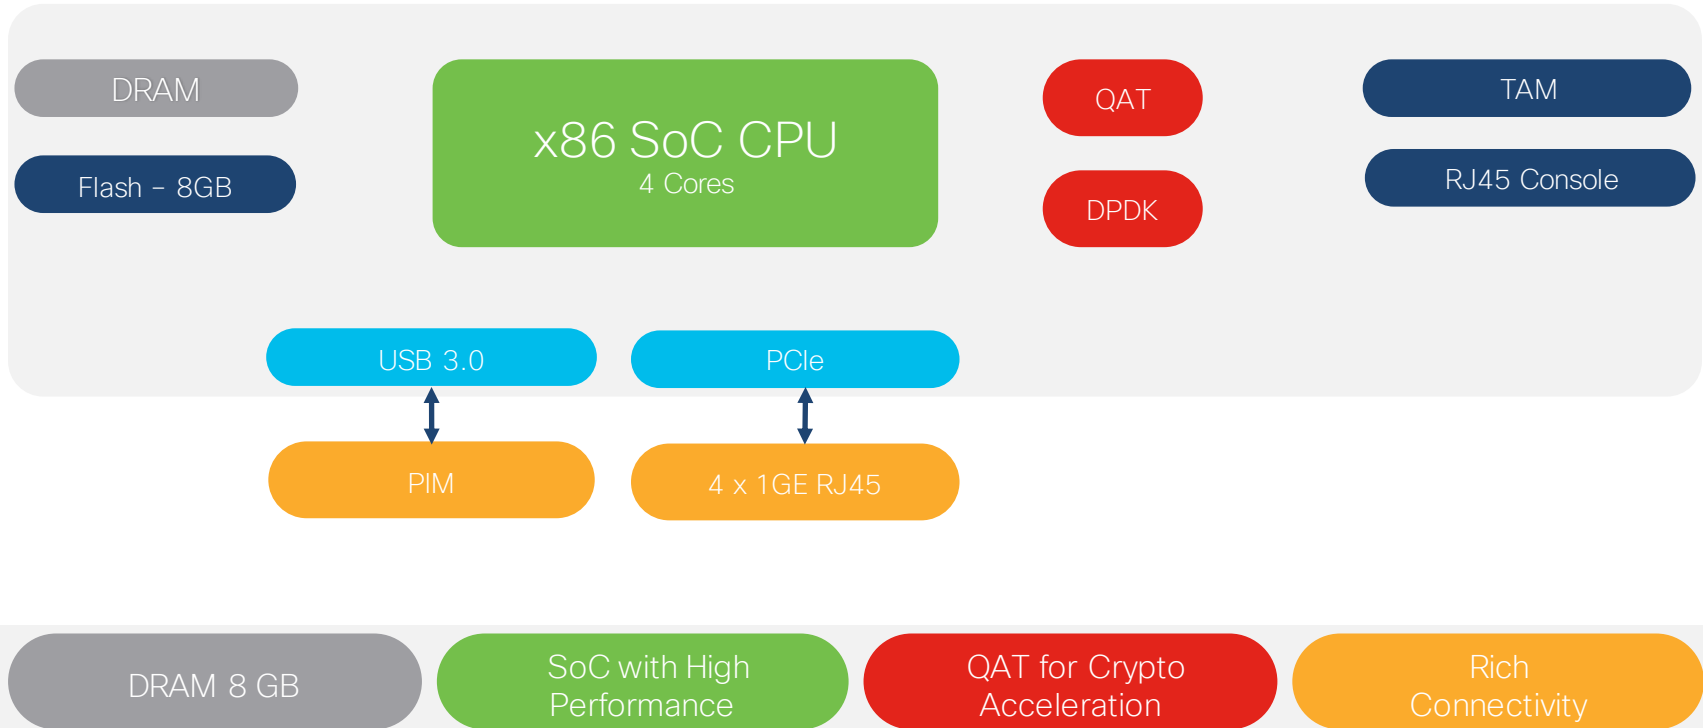 DRAM
x86 SoC CPU
4 Cores
QAT
TAM
Flash – 8GB
DPDK
RJ45 Console
USB 3.0
PCIe
PIM
4 x 1GE RJ45
DRAM 8 GB
SoC with High
Performance
QAT for Crypto
Acceleration
Rich
Connectivity